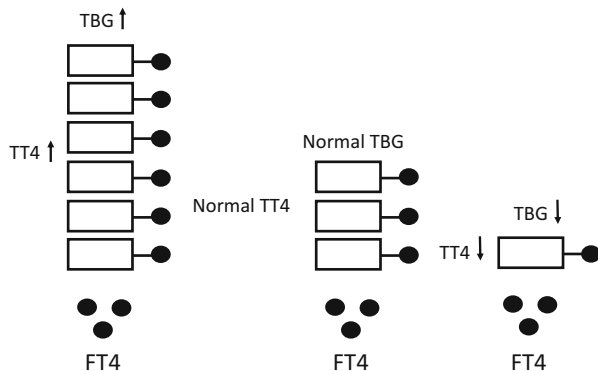 TBG ↑
TT4 ↑
FT4
Normal TBG
Normal TT4
FT4
TBG ↓
TT4 ↓
FT4